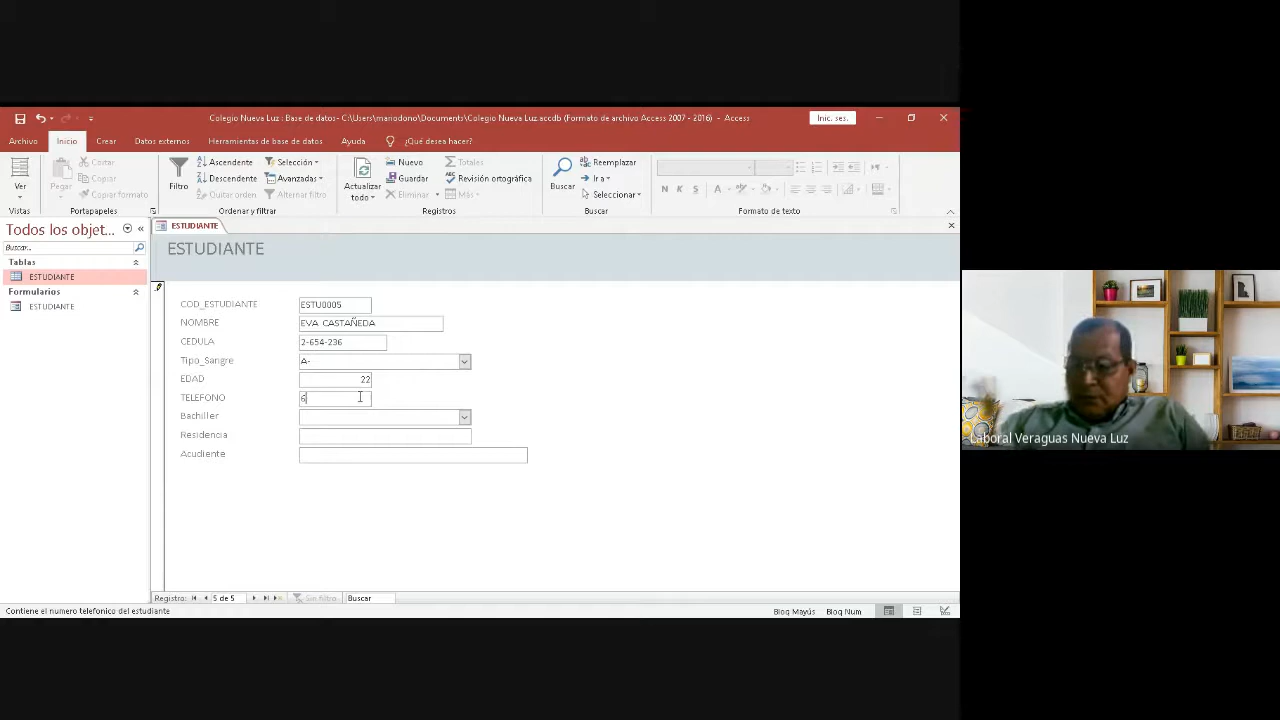 Colegio Nueva Luz : Base de datos- C:\Users\mariodono\Documents\Colegio Nueva Luz.accdb (Formato de archivo Access 2007 - 2016) - Access
Inic. ses.
Archivo Inicio Crear Datos externos Herramientas de base de datos Ayuda ¿Qué desea hacer?
Ver
Pegar
Cortar
Copiar
Copiar formato
Filtro
Ascendente
Descendente
Quitar orden
Selección
Avanzadas
Alternar filtro
Actualizar todo
Nuevo
Guardar
Eliminar
Totales
Revisión ortográfica
Más
Buscar
Reemplazar
Ir a
Seleccionar
N K S A
Vistas Portapapeles Ordenar y filtrar Registros Buscar Formato de texto
Todos los objet...
Buscar..
Tablas
ESTUDIANTE
Formularios
ESTUDIANTE
ESTUDIANTE
ESTUDIANTE
COD_ESTUDIANTE ESTU0005
NOMBRE EVA CASTAÑEDA
CEDULA 2-654-236
Tipo_Sangre A-
EDAD 22
TELEFONO 6
Bachiller
Residencia
Acudiente
Registro: 5 de 5 Sin filtro Buscar
Contiene el numero telefonico del estudiante
Bloq Mayús Bloq Num
Laboral Veraguas Nueva Luz